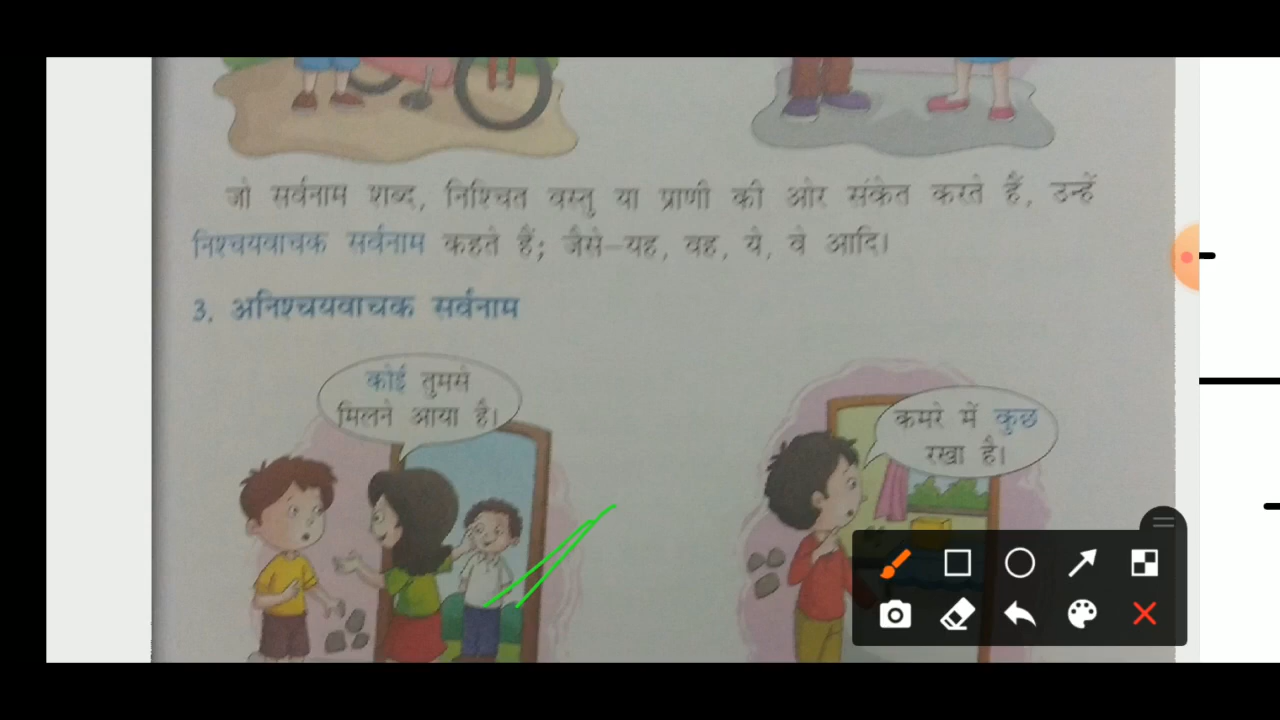 जो सर्वनाम शब्द, निश्चित वस्तु या प्राणी की ओर संकेत करते हैं, उन्हें
निश्चयवाचक सर्वनाम कहते हैं; जैसे–यह, वह, ये, वे आदि।
3. अनिश्चयवाचक सर्वनाम
कोई तुमसे
मिलने आया है।
कमरे में कुछ
रखा है।